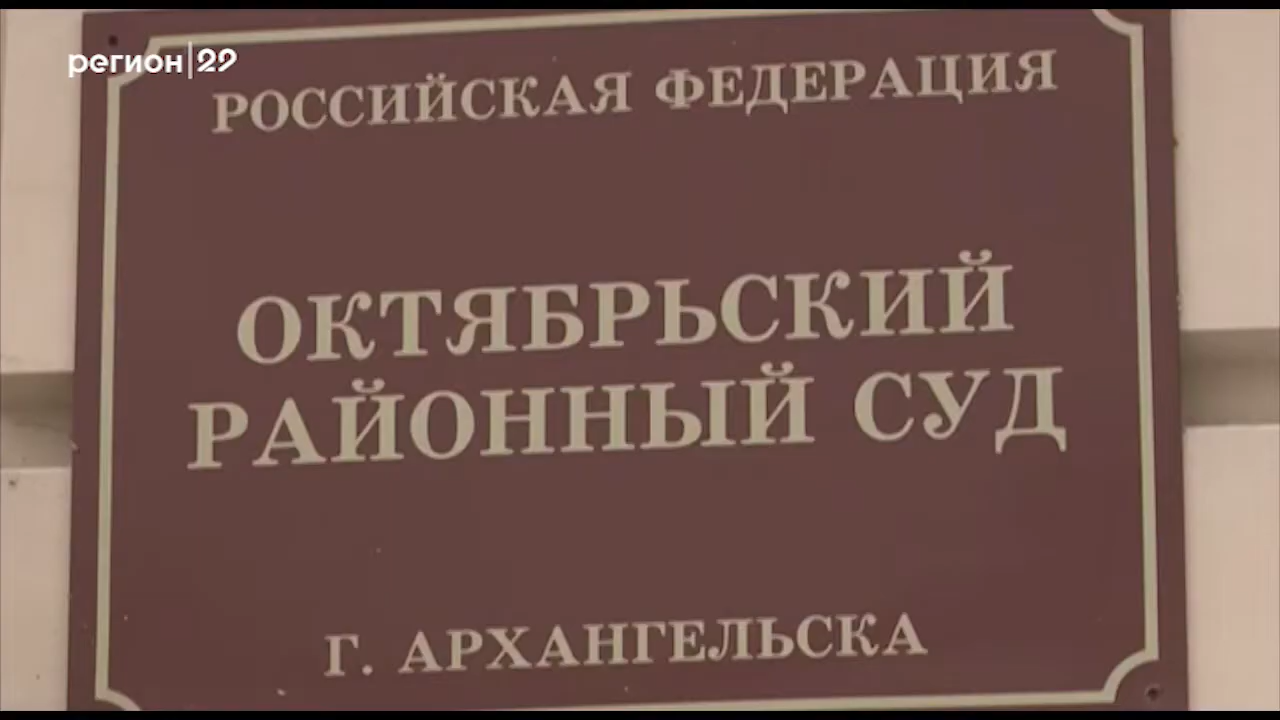 регион|29
РОССИЙСКАЯ ФЕДЕРАЦИЯ
ОКТЯБРЬСКИЙ
РАЙОННЫЙ СУД
Г. АРХАНГЕЛЬСКА